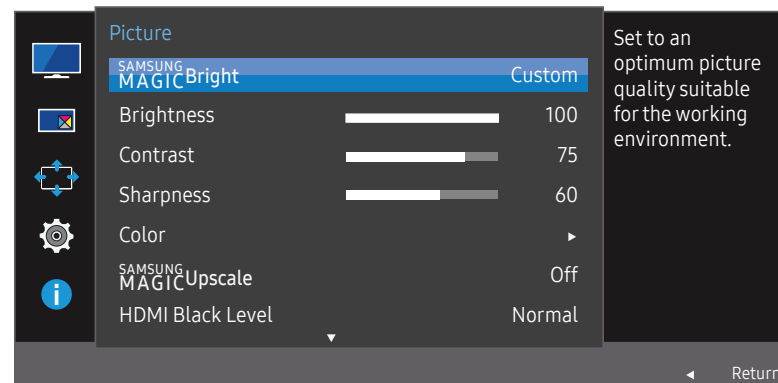 Picture
SAMSUNG
MAGICBright Custom
Brightness 100
Contrast 75
Sharpness 60
Color ►
SAMSUNG
MAGICUpscale Off
HDMI Black Level Normal
▼
Set to an
optimum picture
quality suitable
for the working
environment.
i
◄ Return